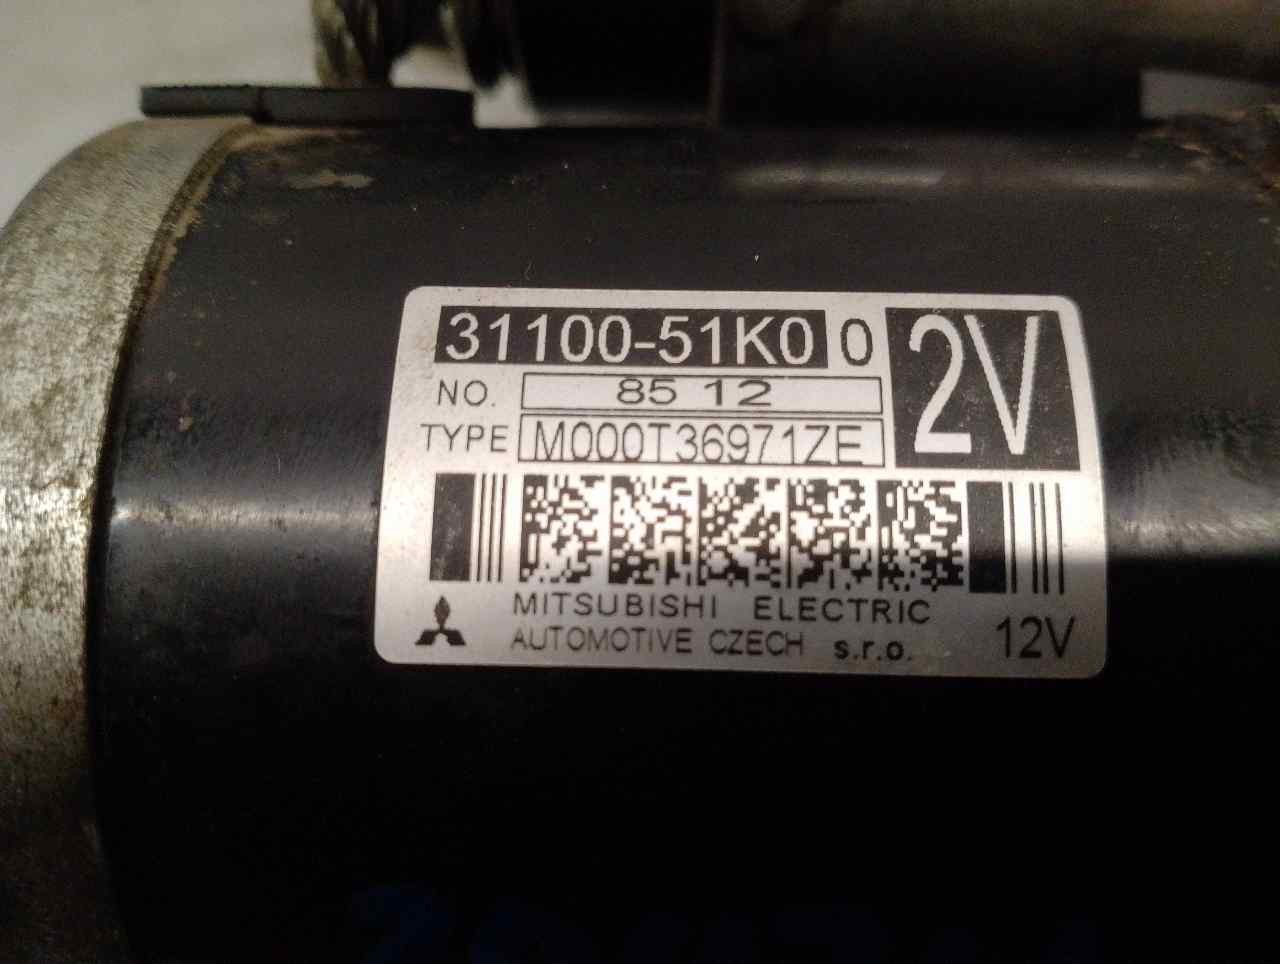 31100-51K0 0 2V
NO. 85 12
TYPE M000T36971ZE
MITSUBISHI ELECTRIC
AUTOMOTIVE CZECH s.r.o. 12V